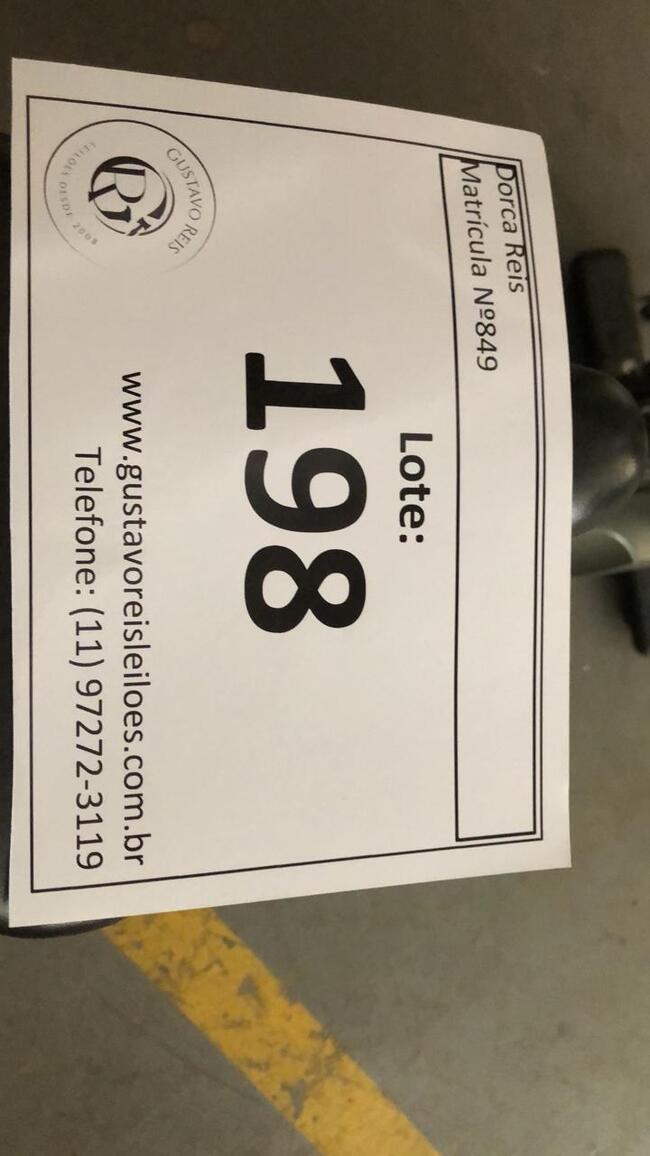 Dorca Reis
Matrícula Nº849
Lote:
198
www.gustavoreisleiloes.com.br
Telefone: (11) 97272-3119
GUSTAVO REIS
LEILÕES DESDE 2008